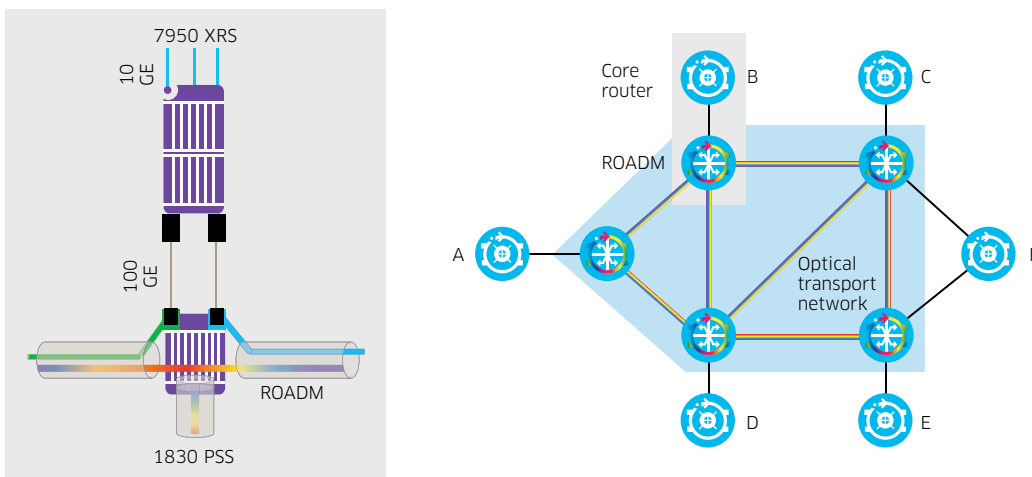 7950 XRS
10
GE
100
GE
ROADM
1830 PSS
Core
router
B
C
ROADM
A
Optical
transport
network
D
E